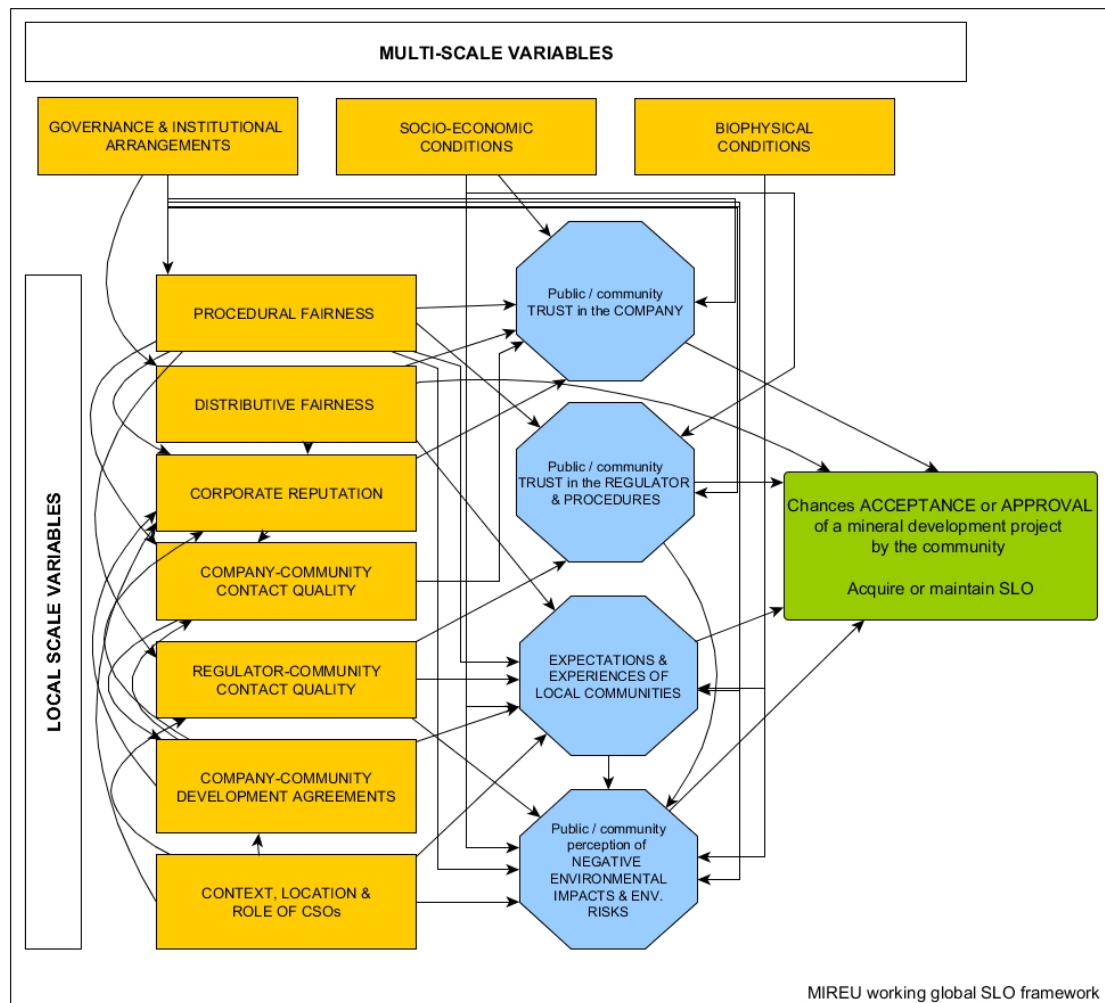 MULTI-SCALE VARIABLES
GOVERNANCE & INSTITUTIONAL
ARRANGEMENTS
SOCIO-ECONOMIC
CONDITIONS
BIOPHYSICAL
CONDITIONS
LOCAL SCALE VARIABLES
PROCEDURAL FAIRNESS
DISTRIBUTIVE FAIRNESS
CORPORATE REPUTATION
COMPANY-COMMUNITY
CONTACT QUALITY
REGULATOR-COMMUNITY
CONTACT QUALITY
COMPANY-COMMUNITY
DEVELOPMENT AGREEMENTS
CONTEXT, LOCATION &
ROLE OF CSOs
Public / community
TRUST in the COMPANY
Public / community
TRUST in the REGULATOR
& PROCEDURES
EXPECTATIONS &
EXPERIENCES OF
LOCAL COMMUNITIES
Public / community
perception of
NEGATIVE
ENVIRONMENTAL
IMPACTS & ENV.
RISKS
Chances ACCEPTANCE or APPROVAL
of a mineral development project
by the community
Acquire or maintain SLO
MIREU working global SLO framework